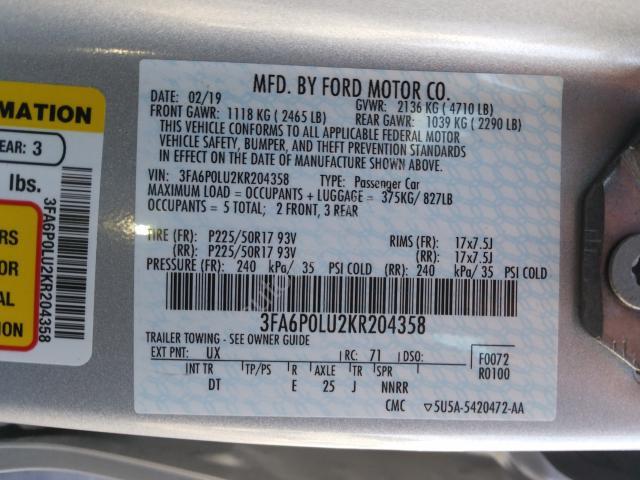 MATION
EAR: 3
lbs.
RS
OR
AL
NS
3FA6P0LU2KR204358
MFD. BY FORD MOTOR CO.
DATE: 02/19 GVWR: 2136 KG (4710 LB)
FRONT GAWR: 1118 KG (2465 LB) REAR GAWR: 1039 KG (2290 LB)
THIS VEHICLE CONFORMS TO ALL APPLICABLE FEDERAL MOTOR
VEHICLE SAFETY, BUMPER, AND THEFT PREVENTION STANDARDS
IN EFFECT ON THE DATE OF MANUFACTURE SHOWN ABOVE.
VIN: 3FA6P0LU2KR204358 TYPE: Passenger Car
MAXIMUM LOAD = OCCUPANTS + LUGGAGE = 375KG/ 827LB
OCCUPANTS = 5 TOTAL; 2 FRONT, 3 REAR
TIRE (FR): P225/50R17 93V RIMS (FR): 17x7.5J
(RR): P225/50R17 93V (RR): 17x7.5J
PRESSURE (FR): 240 kPa/ 35 PSI COLD (RR): 240 kPa/ 35 PSI COLD
3FA6P0LU2KR204358
TRAILER TOWING - SEE OWNER GUIDE
EXT PNT: UX RC: 71 DSO: F0072
INT TR TP/PS R AXLE TR SPR R0100
DT E 25 J NNRR
CMC ▽5U5A-5420472-AA